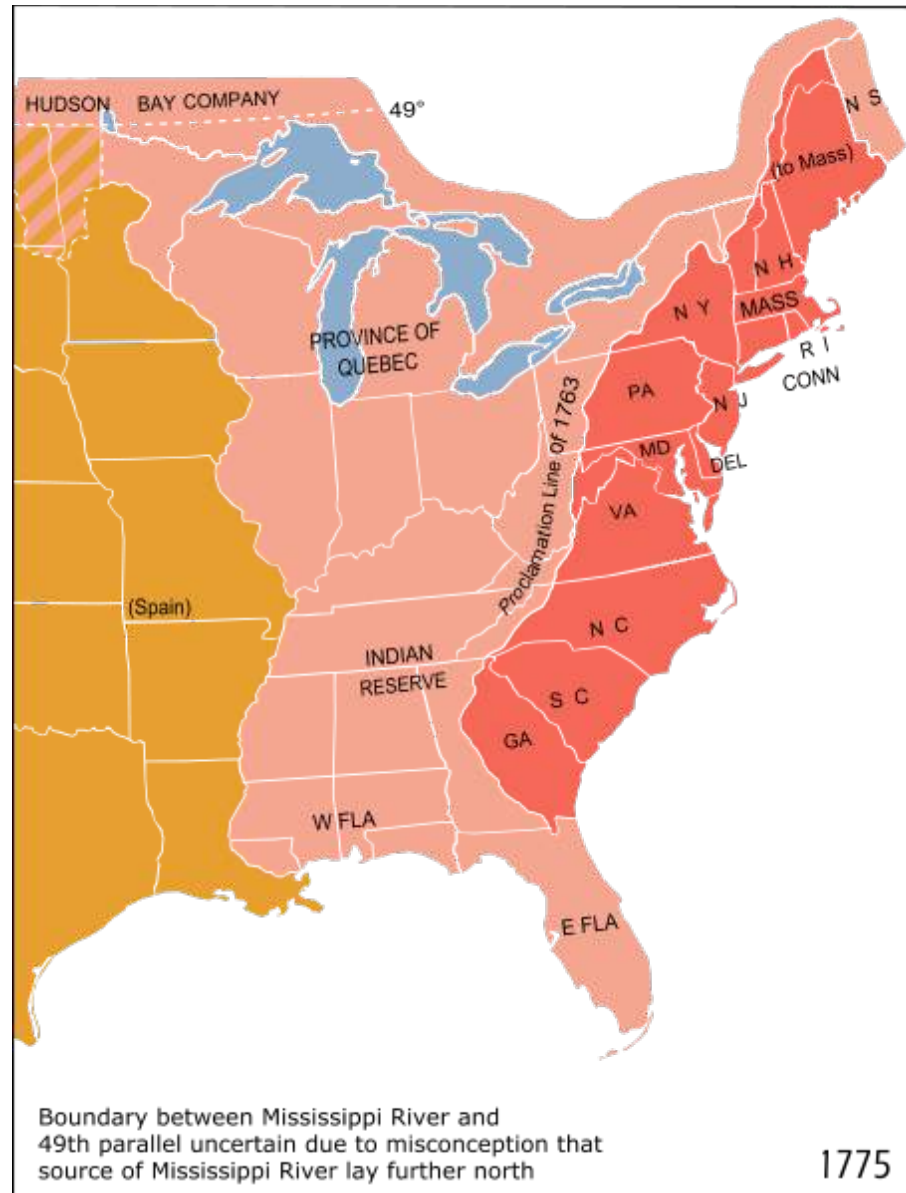 HUDSON BAY COMPANY
49°
N S
(to Mass)
N H
N Y
MASS
R I
CONN
PROVINCE OF
QUEBEC
PA
N J
Proclamation Line Of 1763
MD
DEL
VA
(Spain)
N C
INDIAN
RESERVE
S C
GA
W FLA
E FLA
Boundary between Mississippi River and
49th parallel uncertain due to misconception that
source of Mississippi River lay further north
1775